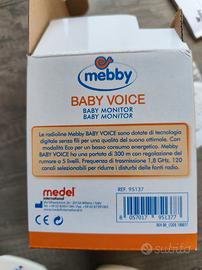 mebby
BABY VOICE
BABY MONITOR
BABY MONITOR
Le radioline Mebby BABY VOICE sono dotate di tecnologia
digitale senza fili per una qualità del suono ottimale. Con
modalità Eco per un basso consumo energetico. Mebby
BABY VOICE ha una portata di 300 m con regolazione del
rumore a 5 livelli. Frequenza di trasmissione 1,8 GHz, 120
canali selezionabili per ridurre i disturbi delle fonti radio.
medel
international
REF. 95137
8 057017 951377
Subito